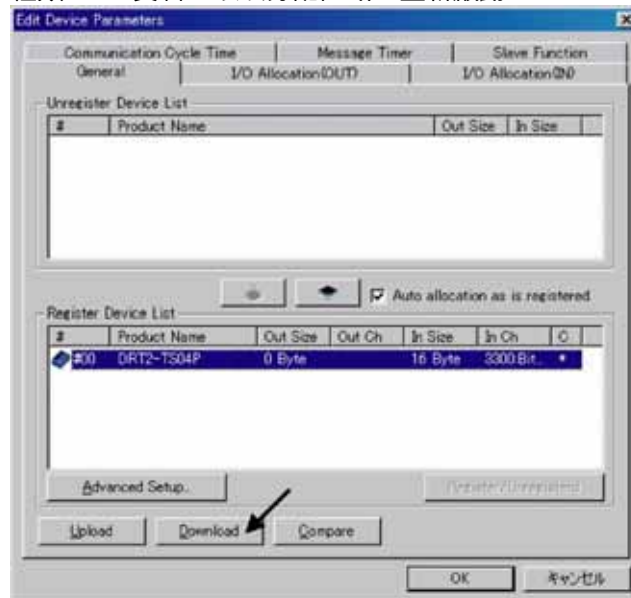 Edit Device Parameters
Communication Cycle Time Message Timer Slave Function
General I/O Allocation(OUT) I/O Allocation(IN)
Unregister Device List
# Product Name Out Size In Size
Auto allocation as is registered
Register Device List
# Product Name Out Size Out Ch In Size In Ch C
#00 DRT2-TS04P 0 Byte 16 Byte 3300:Bit.. *
Advanced Setup.. Register/Unregistered
Upload Download Compare
OK キャンセル